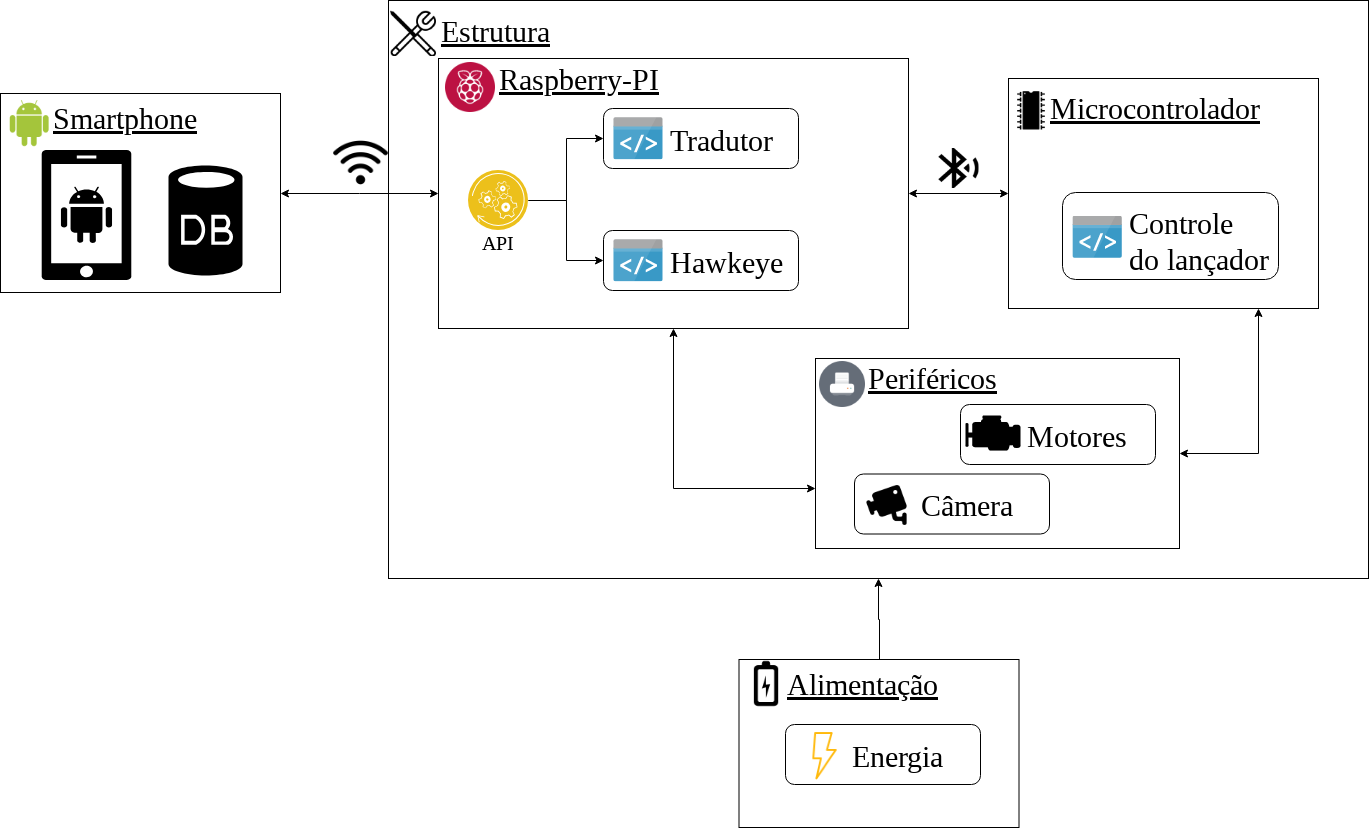 Estrutura
Raspberry-PI
Smartphone
DB
API
</>
Tradutor
</>
Hawkeye
Microcontrolador
</>
Controle
do lançador
Periféricos
Motores
Câmera
Alimentação
Energia